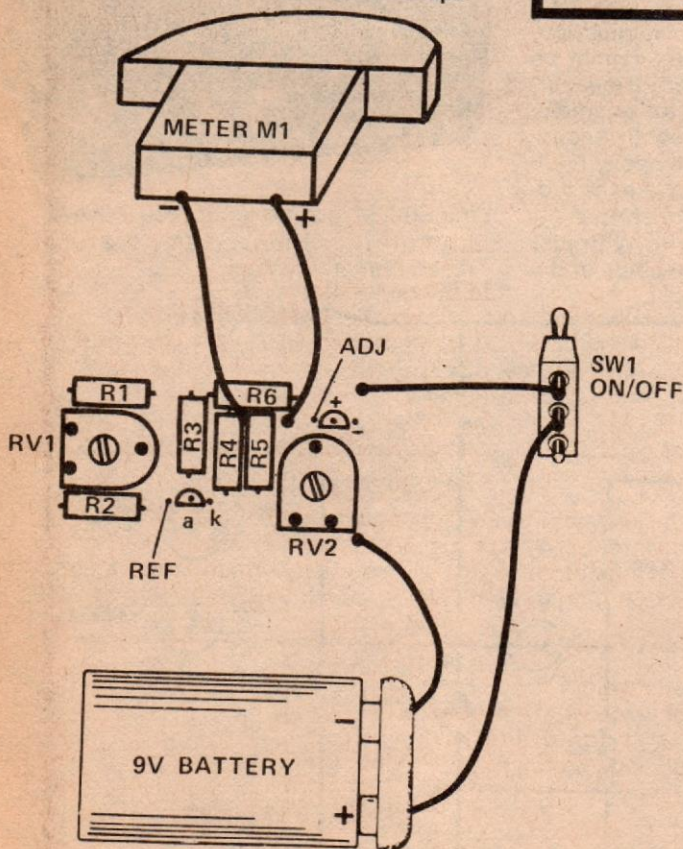 METER M1
− +
ADJ
SW1
ON/OFF
R1
R6
+
−
RV1
R3
R4
R5
R2
a k
RV2
REF
−
9V BATTERY
+